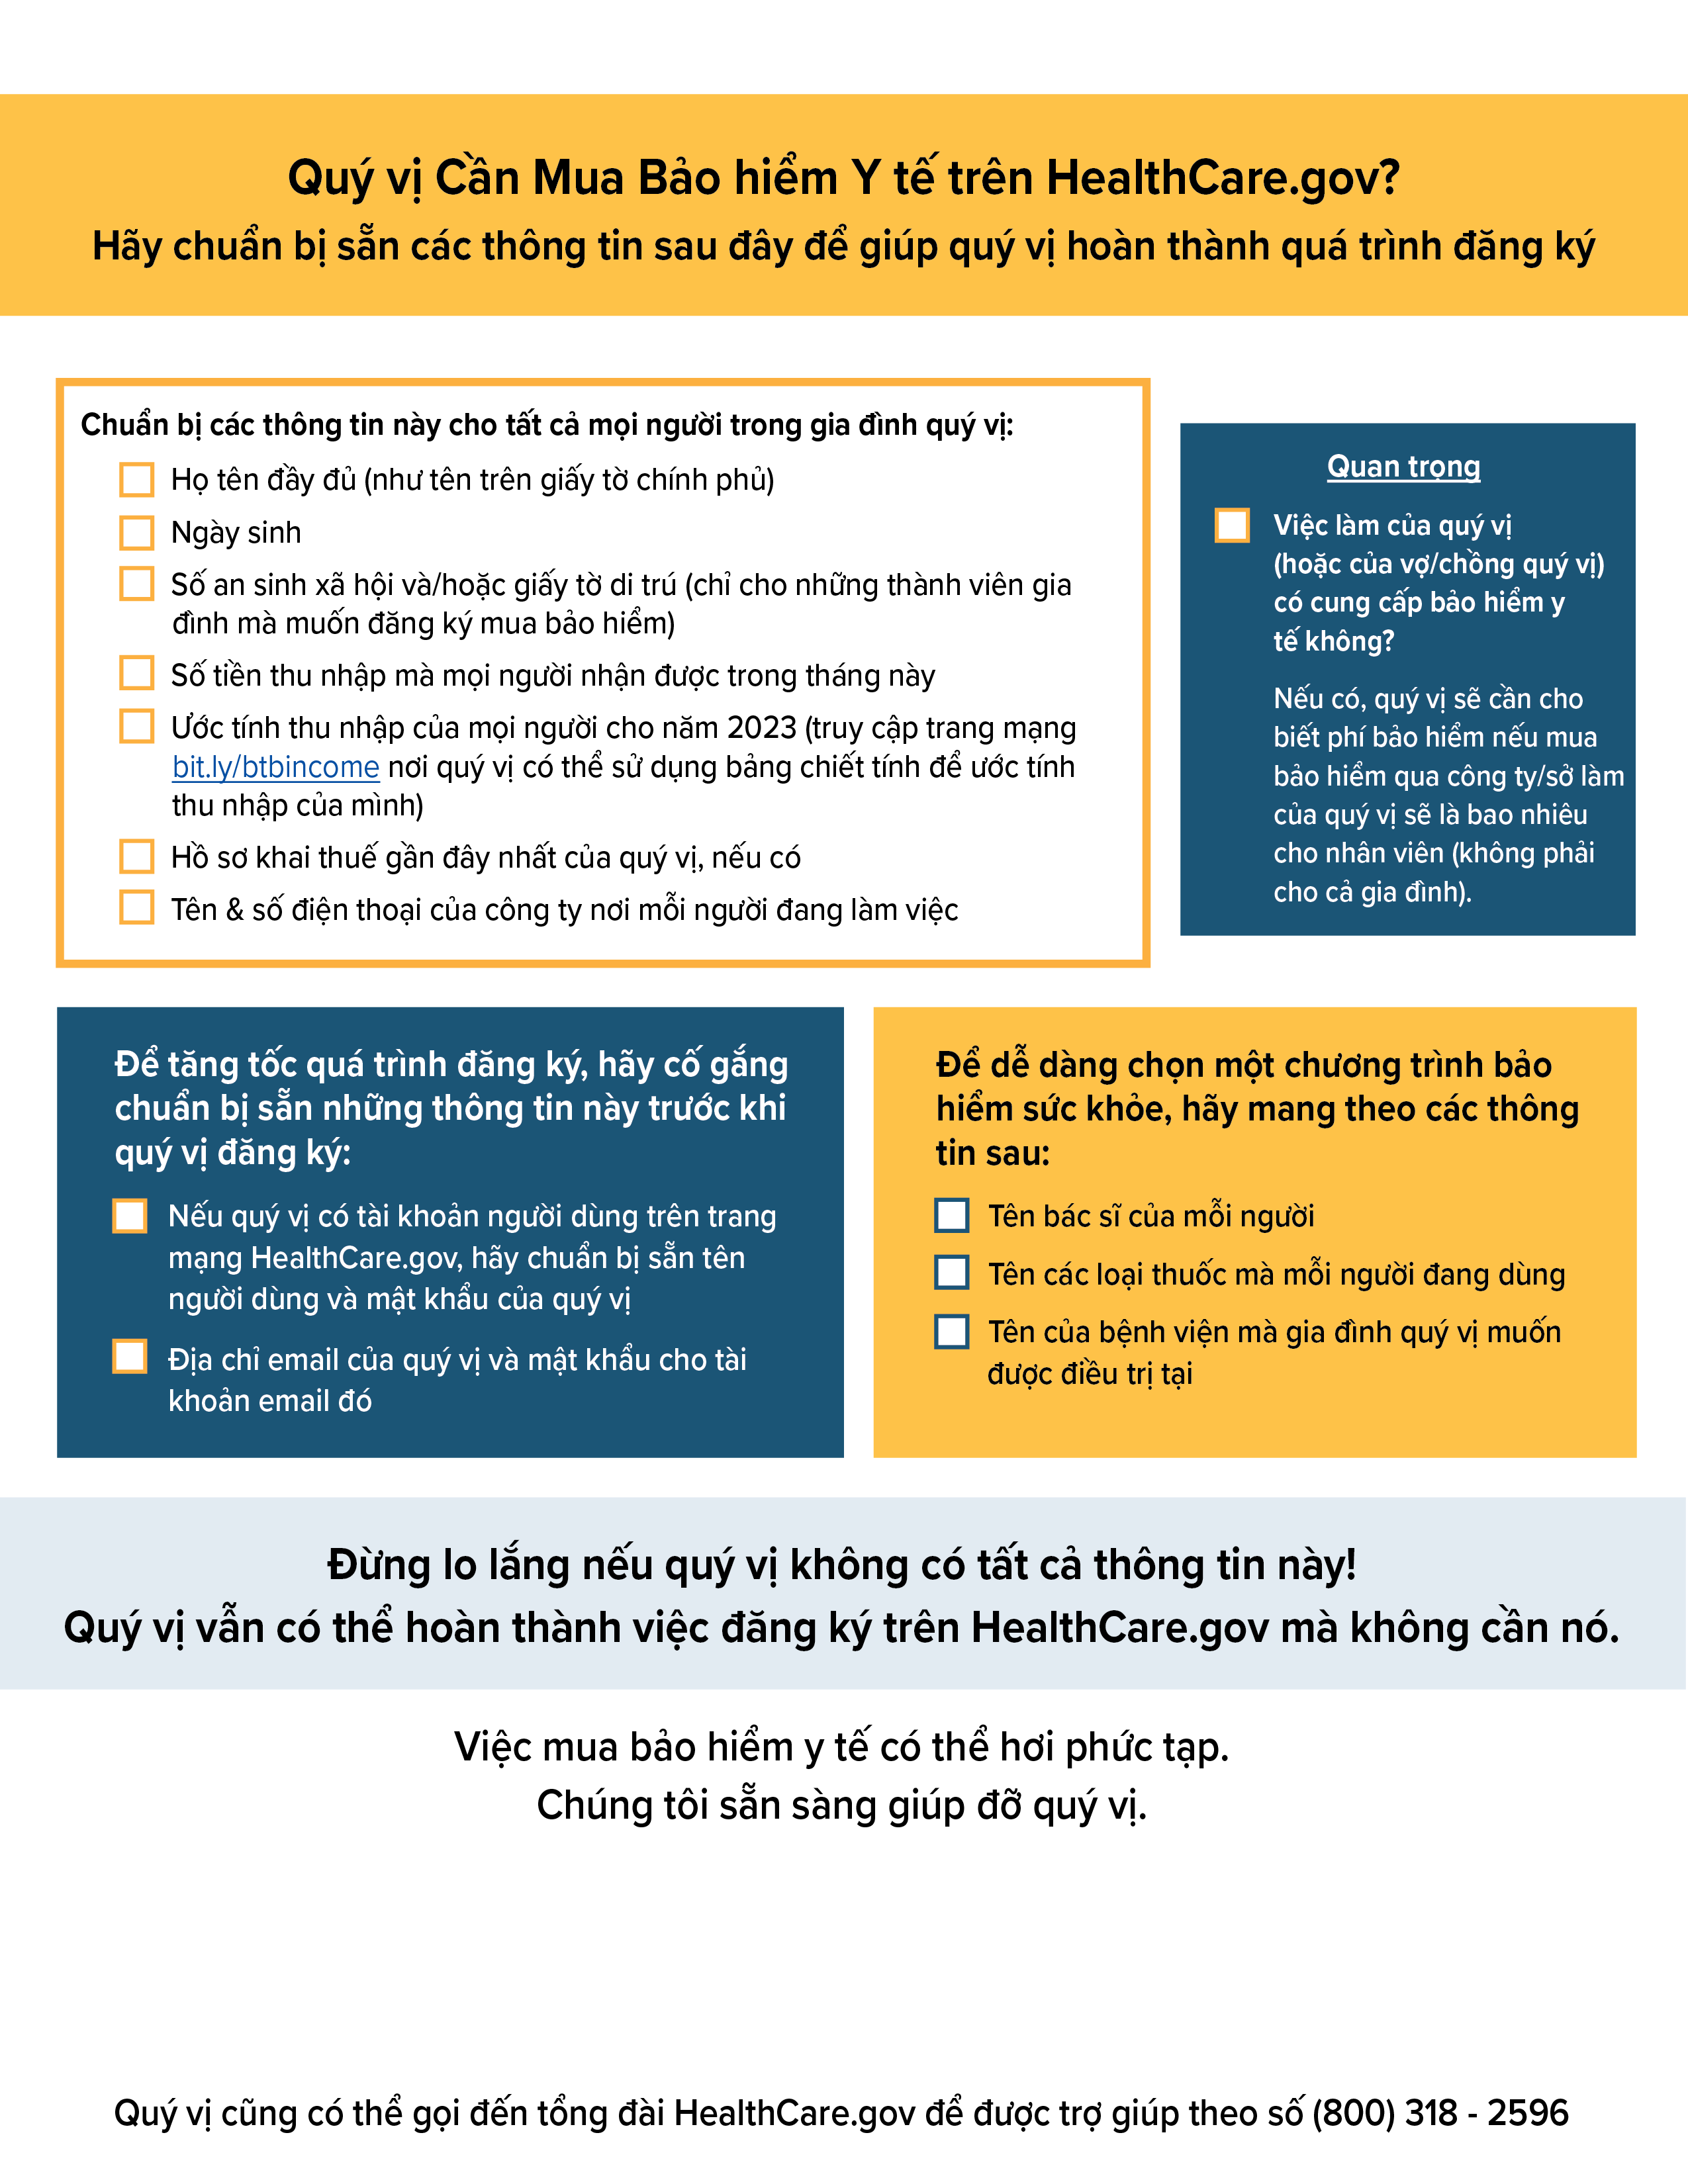 Quý vị Cần Mua Bảo hiểm Y tế trên HealthCare.gov?
Hãy chuẩn bị sẵn các thông tin sau đây để giúp quý vị hoàn thành quá trình đăng ký
Chuẩn bị các thông tin này cho tất cả mọi người trong gia đình quý vị:
Họ tên đầy đủ (như tên trên giấy tờ chính phủ)
Ngày sinh
Số an sinh xã hội và/hoặc giấy tờ di trú (chỉ cho những thành viên gia
đình mà muốn đăng ký mua bảo hiểm)
Số tiền thu nhập mà mọi người nhận được trong tháng này
Ước tính thu nhập của mọi người cho năm 2023 (truy cập trang mạng
bit.ly/btbincome nơi quý vị có thể sử dụng bảng chiết tính để ước tính
thu nhập của mình)
Hồ sơ khai thuế gần đây nhất của quý vị, nếu có
Tên & số điện thoại của công ty nơi mỗi người đang làm việc
Quan trọng
Việc làm của quý vị
(hoặc của vợ/chồng quý vị)
có cung cấp bảo hiểm y
tế không?
Nếu có, quý vị sẽ cần cho
biết phí bảo hiểm nếu mua
bảo hiểm qua công ty/sở làm
của quý vị sẽ là bao nhiêu
cho nhân viên (không phải
cho cả gia đình).
Để tăng tốc quá trình đăng ký, hãy cố gắng
chuẩn bị sẵn những thông tin này trước khi
quý vị đăng ký:
Nếu quý vị có tài khoản người dùng trên trang
mạng HealthCare.gov, hãy chuẩn bị sẵn tên
người dùng và mật khẩu của quý vị
Địa chỉ email của quý vị và mật khẩu cho tài
khoản email đó
Để dễ dàng chọn một chương trình bảo
hiểm sức khỏe, hãy mang theo các thông
tin sau:
Tên bác sĩ của mỗi người
Tên các loại thuốc mà mỗi người đang dùng
Tên của bệnh viện mà gia đình quý vị muốn
được điều trị tại
Đừng lo lắng nếu quý vị không có tất cả thông tin này!
Quý vị vẫn có thể hoàn thành việc đăng ký trên HealthCare.gov mà không cần nó.
Việc mua bảo hiểm y tế có thể hơi phức tạp.
Chúng tôi sẵn sàng giúp đỡ quý vị.
Quý vị cũng có thể gọi đến tổng đài HealthCare.gov để được trợ giúp theo số (800) 318 - 2596